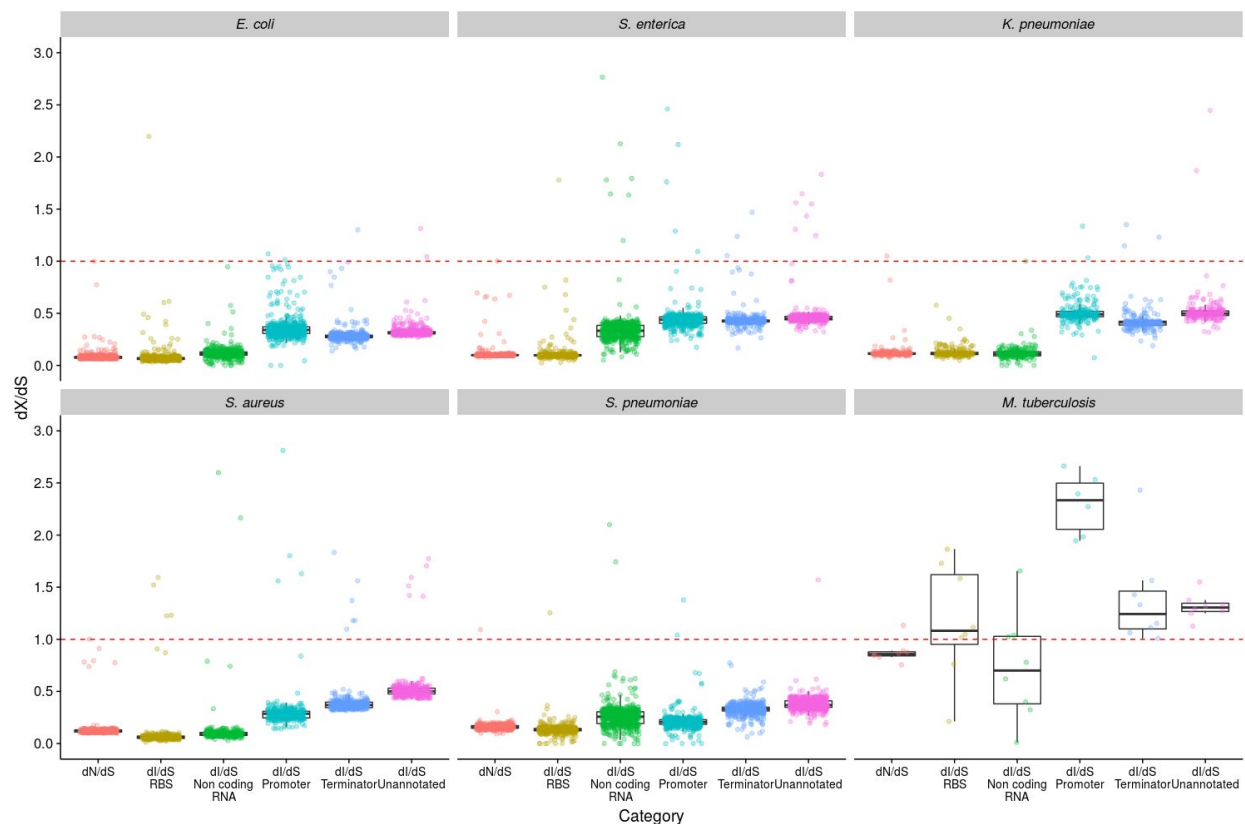 E. coli
S. enterica
K. pneumoniae
3.0
2.5
2.0
1.5
1.0
0.5
0.0
S. aureus
S. pneumoniae
M. tuberculosis
dX/dS
3.0
2.5
2.0
1.5
1.0
0.5
0.0
dN/dS dI/dS dI/dS dI/dS dI/dS dI/dS
RBS Non coding Promoter Terminator Unannotated
RNA
dN/dS dI/dS dI/dS dI/dS dI/dS dI/dS
RBS Non coding Promoter Terminator Unannotated
RNA
dN/dS dI/dS dI/dS dI/dS dI/dS dI/dS
RBS Non coding Promoter Terminator Unannotated
RNA
Category